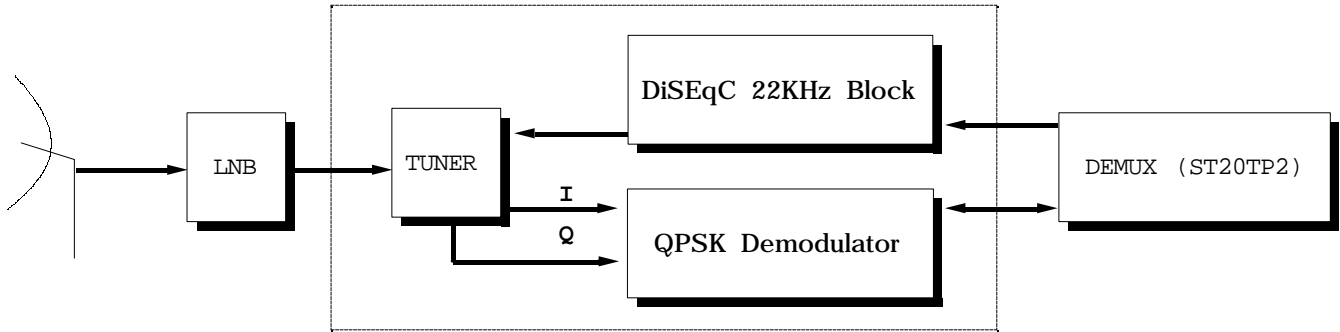 DiSEqC 22KHz Block
LNB
TUNER
DEMUX (ST20TP2)
I
Q
QPSK Demodulator